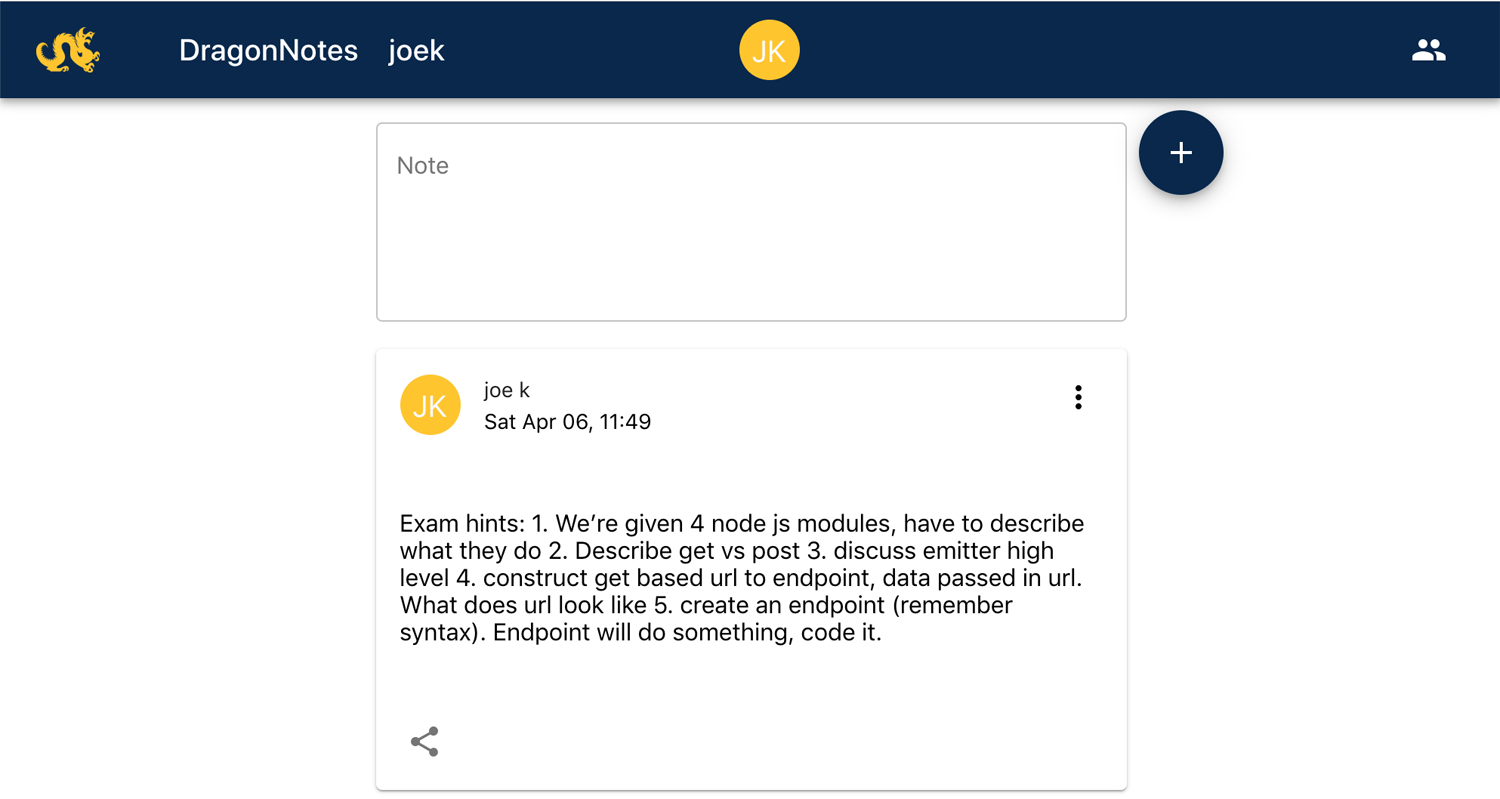 DragonNotes joek JK
Note
+
JK
joe k
Sat Apr 06, 11:49
Exam hints: 1. We’re given 4 node js modules, have to describe
what they do 2. Describe get vs post 3. discuss emitter high
level 4. construct get based url to endpoint, data passed in url.
What does url look like 5. create an endpoint (remember
syntax). Endpoint will do something, code it.